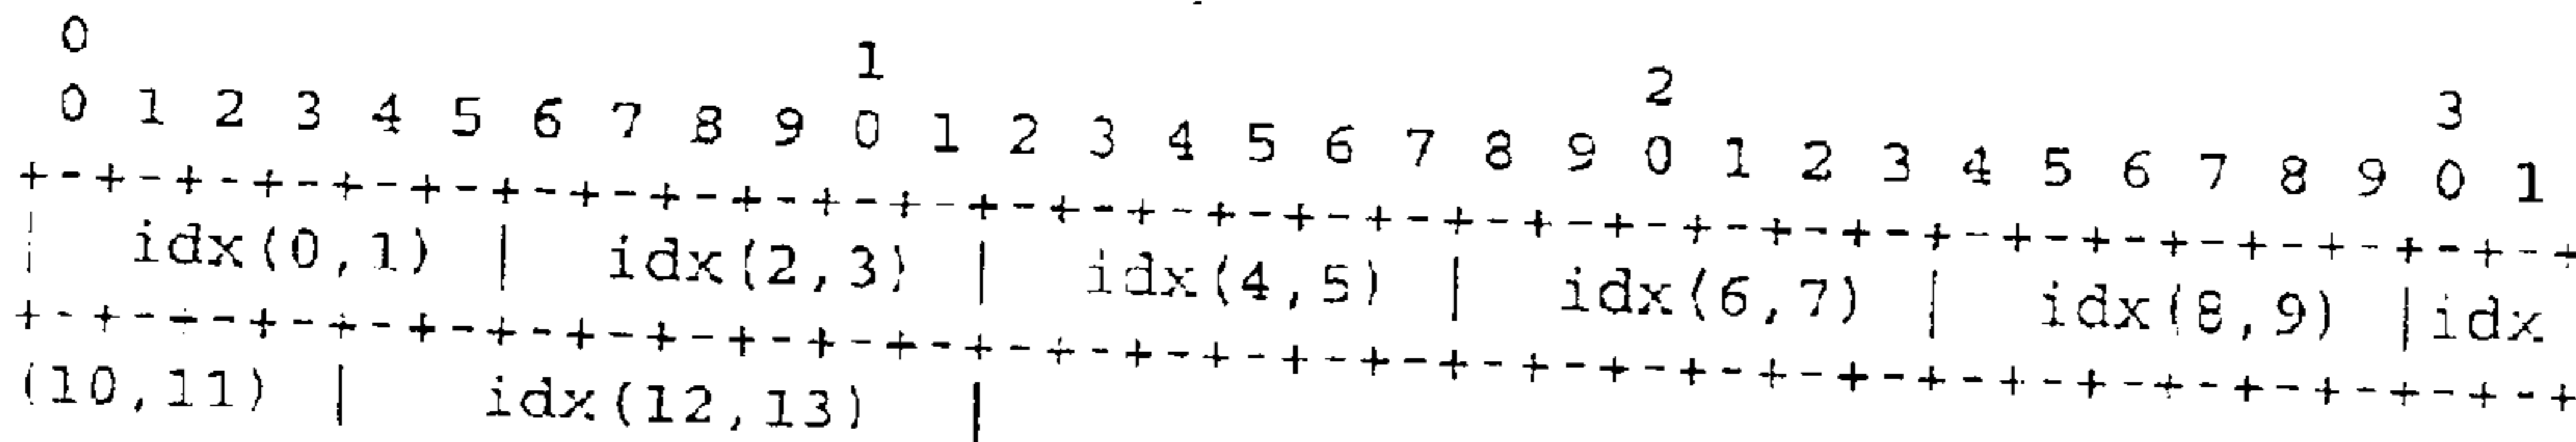 0                   1                   2                   3
 0 1 2 3 4 5 6 7 8 9 0 1 2 3 4 5 6 7 8 9 0 1 2 3 4 5 6 7 8 9 0 1
+-+-+-+-+-+-+-+-+-+-+-+-+-+-+-+-+-+-+-+-+-+-+-+-+-+-+-+-+-+-+-+-+
|  idx(0,1) |  idx(2,3) |  idx(4,5) |  idx(6,7) |  idx(8,9) |idx
+-+-+-+-+-+-+-+-+-+-+-+-+-+-+-+-+-+-+-+-+-+-+-+-+-+-+-+-+-+-+-+-+
(10,11) |   idx(12,13)  |